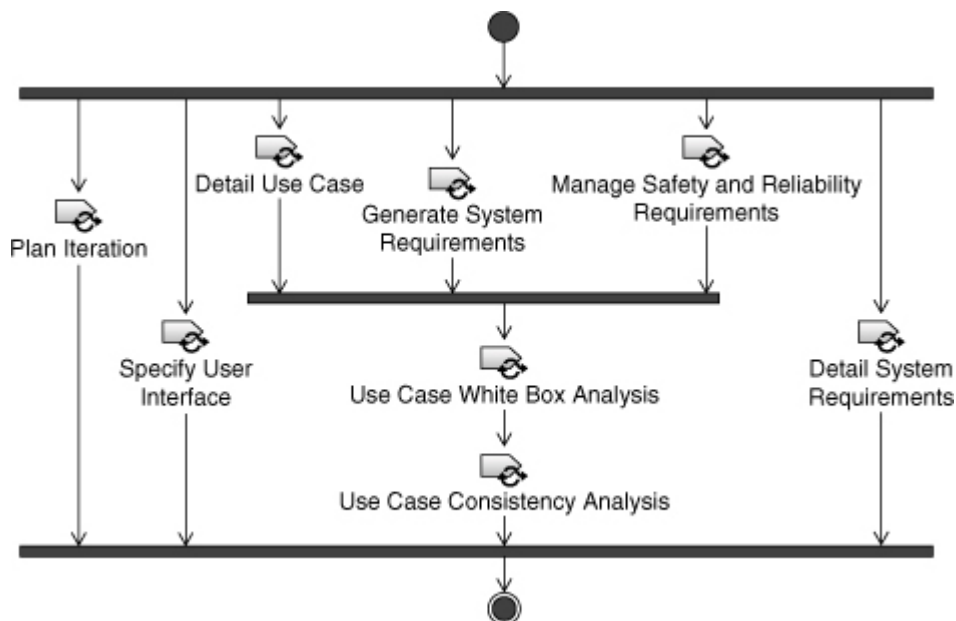 Detail Use Case
Manage Safety and Reliability
Requirements
Generate System
Requirements
Plan Iteration
Specify User
Interface
Use Case White Box Analysis
Detail System
Requirements
Use Case Consistency Analysis